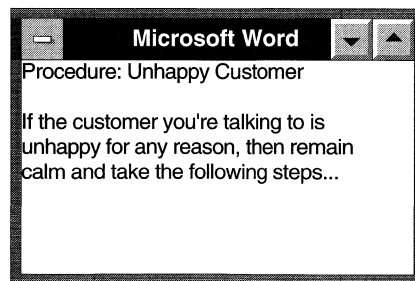 Microsoft Word
Procedure: Unhappy Customer
If the customer you're talking to is
unhappy for any reason, then remain
calm and take the following steps...